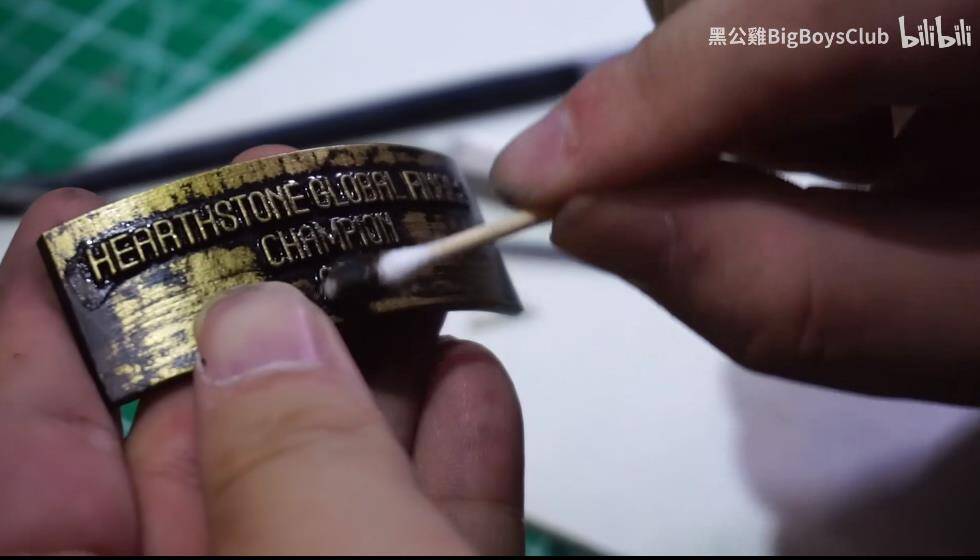 黑公雞BigBoysClub bilibili
HEARTHSTONE GLOBAL
CHAMPION